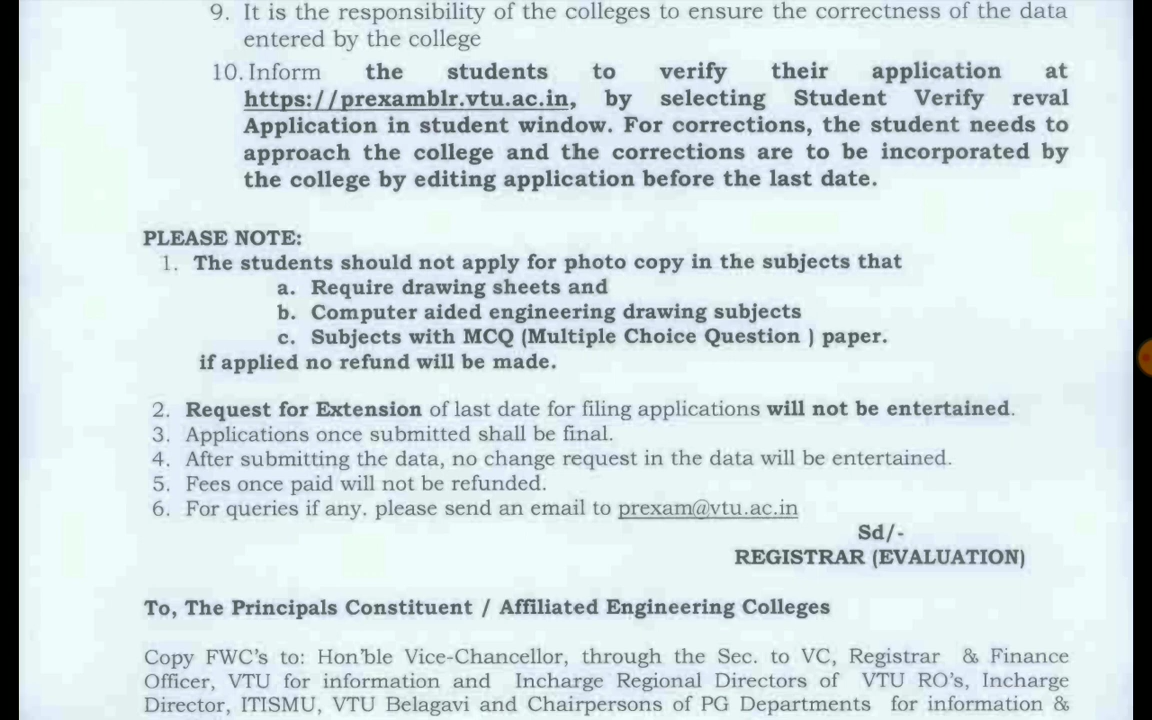 9. It is the responsibility of the colleges to ensure the correctness of the data
entered by the college
10. Inform the students to verify their application at
https://prexamblr.vtu.ac.in, by selecting Student Verify reval
Application in student window. For corrections, the student needs to
approach the college and the corrections are to be incorporated by
the college by editing application before the last date.
PLEASE NOTE:
1. The students should not apply for photo copy in the subjects that
a. Require drawing sheets and
b. Computer aided engineering drawing subjects
c. Subjects with MCQ (Multiple Choice Question ) paper.
if applied no refund will be made.
2. Request for Extension of last date for filing applications will not be entertained.
3. Applications once submitted shall be final.
4. After submitting the data, no change request in the data will be entertained.
5. Fees once paid will not be refunded.
6. For queries if any. please send an email to prexam@vtu.ac.in
Sd/-
REGISTRAR (EVALUATION)
To, The Principals Constituent / Affiliated Engineering Colleges
Copy FWC's to: Hon'ble Vice-Chancellor, through the Sec. to VC, Registrar & Finance
Officer, VTU for information and Incharge Regional Directors of VTU RO's, Incharge
Director, ITISMU, VTU Belagavi and Chairpersons of PG Departments for information &